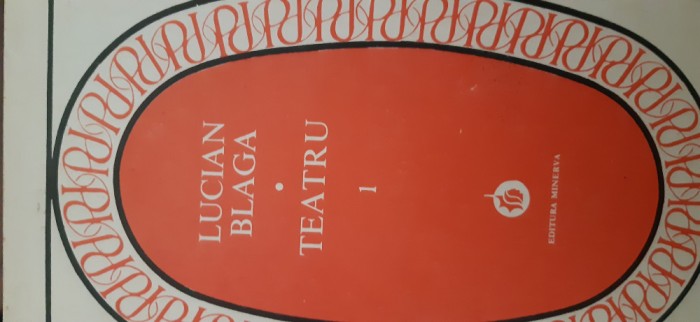 LUCIAN
BLAGA
TEATRU
1
EDITURA MINERVA